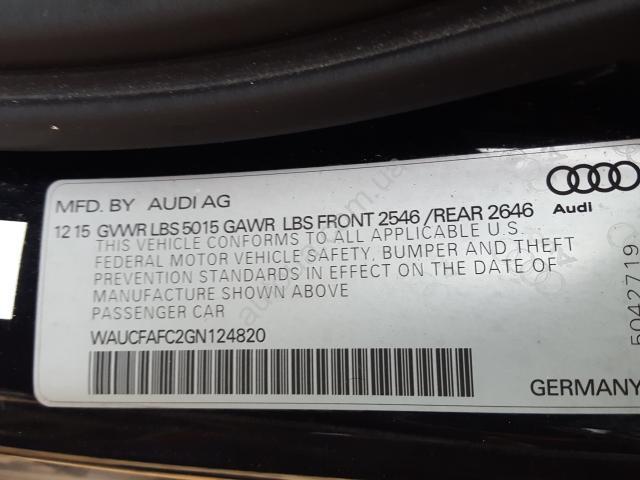 MFD. BY AUDI AG
12 15 GVWR LBS 5015 GAWR LBS FRONT 2546 /REAR 2646
THIS VEHICLE CONFORMS TO ALL APPLICABLE U.S.
FEDERAL MOTOR VEHICLE SAFETY, BUMPER AND THEFT
PREVENTION STANDARDS IN EFFECT ON THE DATE OF
MANUFACTURE SHOWN ABOVE
PASSENGER CAR
WAUCFAFC2GN124820
Audi
5042719
GERMANY